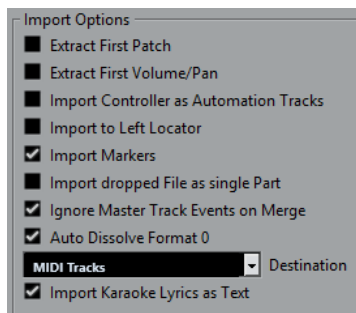 Import Options
Extract First Patch
Extract First Volume/Pan
Import Controller as Automation Tracks
Import to Left Locator
Import Markers
Import dropped File as single Part
Ignore Master Track Events on Merge
Auto Dissolve Format 0
MIDI Tracks Destination
Import Karaoke Lyrics as Text